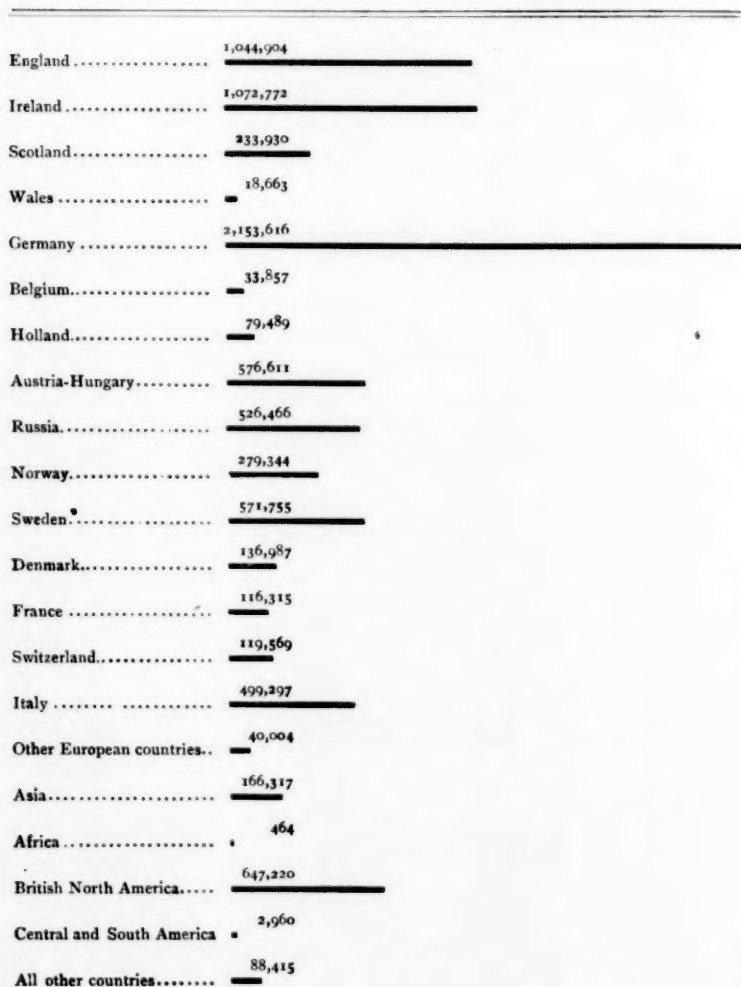 England ................. 1,044,904
Ireland ................... 1,072,772
Scotland .................. 233,930
Wales .................... 18,663
Germany ................. 2,153,616
Belgium.................. 33,857
Holland.................. 79,489
Austria-Hungary.......... 576,611
Russia.................... 526,466
Norway................... 279,344
Sweden.................. 571,755
Denmark................. 136,987
France ................... 116,315
Switzerland............... 119,569
Italy ........ ............ 499,297
Other European countries.. 40,004
Asia...................... 166,317
Africa .................... 464
British North America..... 647,220
Central and South America 2,960
All other countries........ 88,415